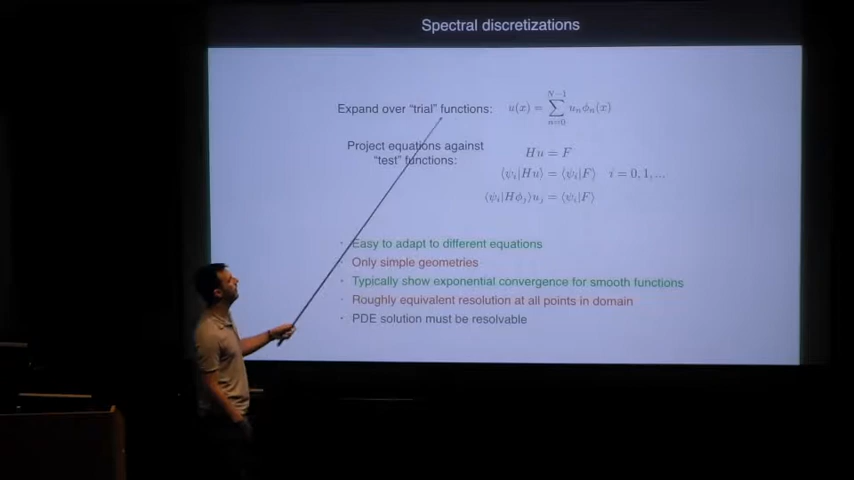 Spectral discretizations
Expand over "trial" functions: u(x) = ∑_{n=0}^{N−1} u_n ϕ_n(x)
Project equations against
"test" functions:
Hu = F
⟨ψ_i|Hu⟩ = ⟨ψ_i|F⟩ i = 0, 1, ...
⟨ψ_i|Hϕ_j⟩u_j = ⟨ψ_i|F⟩
· Easy to adapt to different equations
· Only simple geometries
· Typically show exponential convergence for smooth functions
· Roughly equivalent resolution at all points in domain
· PDE solution must be resolvable